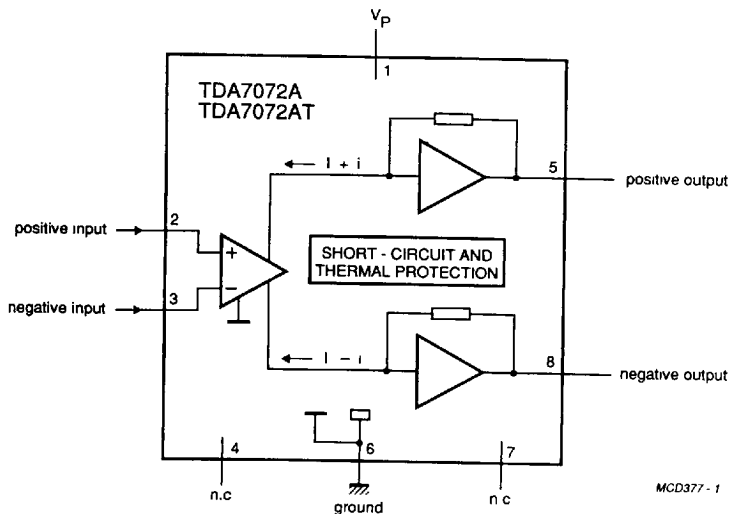 VP
1
TDA7072A
TDA7072AT
I + i
5
positive output
2
positive input
+
SHORT - CIRCUIT AND
THERMAL PROTECTION
−
negative input
3
I − i
8
negative output
4
6
7
n.c
ground
n c
MCD377 - 1